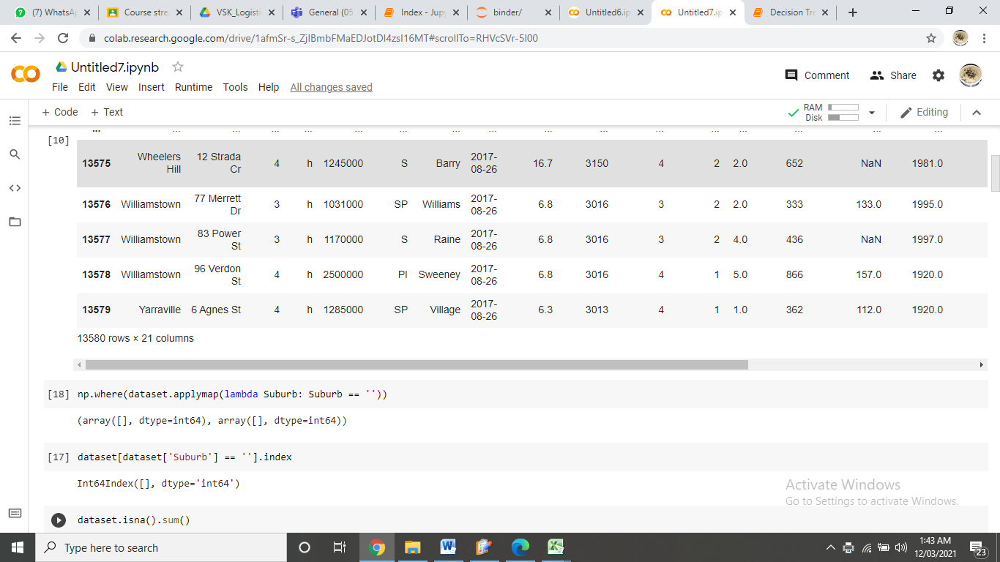 (7) WhatsA
Course stre
VSK_Logisti
General (05
Index - Jup
binder/
Untitled6.ip
Untitled7.ip
Decision Tre
colab.research.google.com/drive/1afmSr-s_ZjIBmbFMaEDJotDl4zsI16MT#scrollTo=RHVcSVr-5I00
Untitled7.ipynb
File Edit View Insert Runtime Tools Help All changes saved
Comment Share
+ Code + Text
RAM
Disk
Editing
[10]
... ... ... ... ... ... ... ... ... ... ... ... ... ... ... ...
13575 Wheelers Hill 12 Strada Cr 4 h 1245000 S Barry 2017-08-26 16.7 3150 4 2 2.0 652 NaN 1981.0
13576 Williamstown 77 Merrett Dr 3 h 1031000 SP Williams 2017-08-26 6.8 3016 3 2 2.0 333 133.0 1995.0
13577 Williamstown 83 Power St 3 h 1170000 S Raine 2017-08-26 6.8 3016 3 2 4.0 436 NaN 1997.0
13578 Williamstown 96 Verdon St 4 h 2500000 PI Sweeney 2017-08-26 6.8 3016 4 1 5.0 866 157.0 1920.0
13579 Yarraville 6 Agnes St 4 h 1285000 SP Village 2017-08-26 6.3 3013 4 1 1.0 362 112.0 1920.0
13580 rows × 21 columns
[18] np.where(dataset.applymap(lambda Suburb: Suburb == ''))
(array([], dtype=int64), array([], dtype=int64))
[17] dataset[dataset['Suburb'] == ''].index
Int64Index([], dtype='int64')
Activate Windows
Go to Settings to activate Windows.
dataset.isna().sum()
Type here to search
1:43 AM
12/03/2021
23